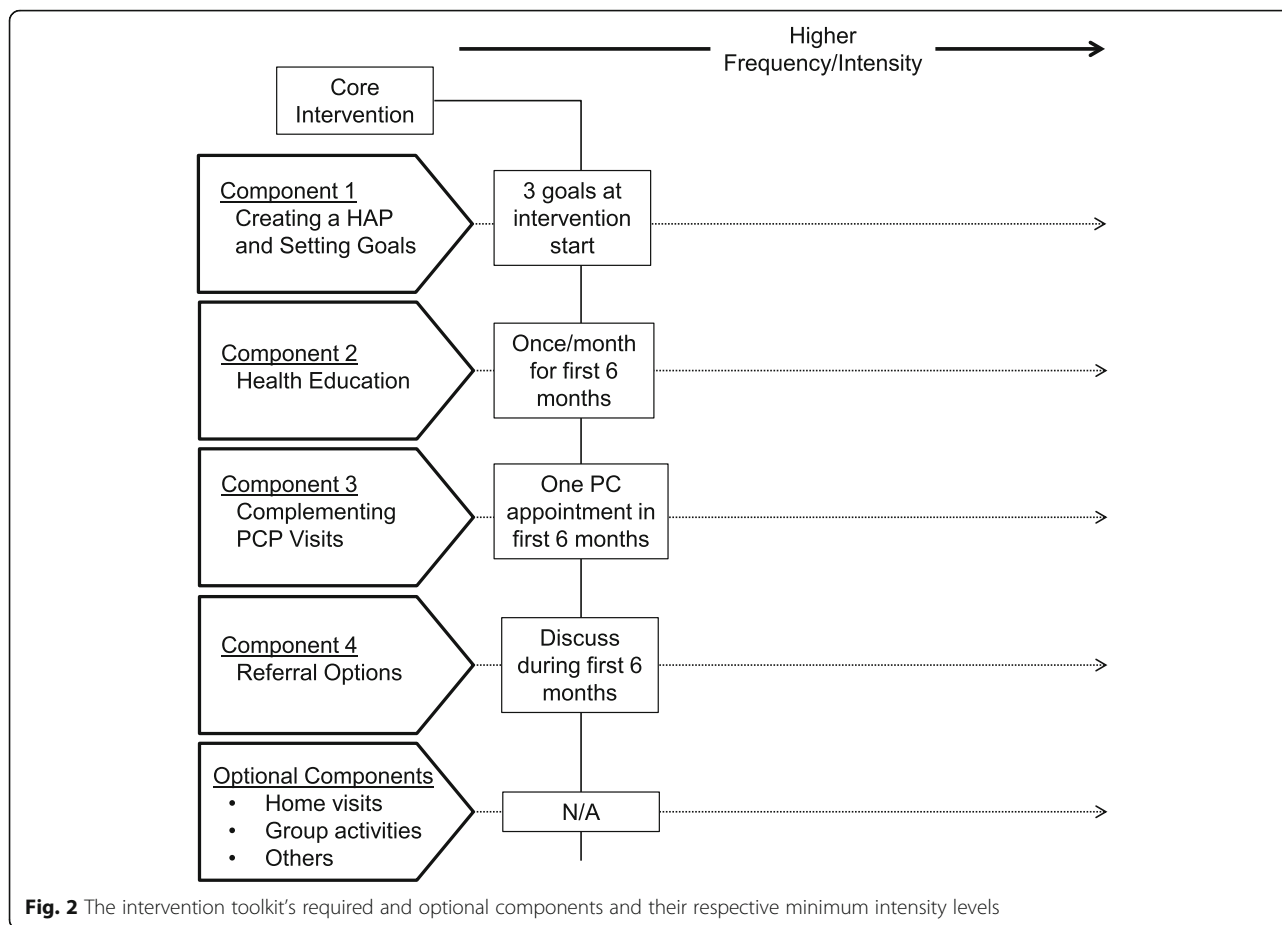 Higher
Frequency/Intensity
Core
Intervention
Component 1
Creating a HAP
and Setting Goals
3 goals at
intervention
start
Component 2
Health Education
Once/month
for first 6
months
Component 3
Complementing
PCP Visits
One PC
appointment in
first 6 months
Component 4
Referral Options
Discuss
during first 6
months
Optional Components
• Home visits
• Group activities
• Others
N/A
Fig. 2 The intervention toolkit's required and optional components and their respective minimum intensity levels